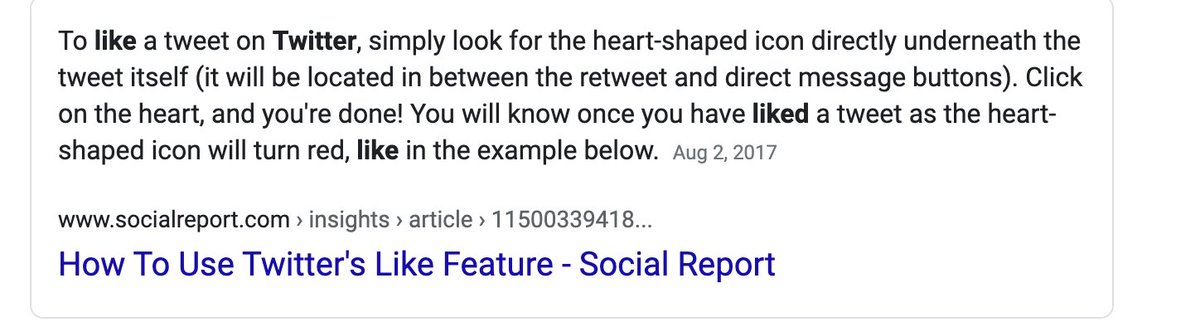 To like a tweet on Twitter, simply look for the heart-shaped icon directly underneath the
tweet itself (it will be located in between the retweet and direct message buttons). Click
on the heart, and you're done! You will know once you have liked a tweet as the heart-
shaped icon will turn red, like in the example below. Aug 2, 2017
www.socialreport.com › insights › article › 11500339418...
How To Use Twitter's Like Feature - Social Report